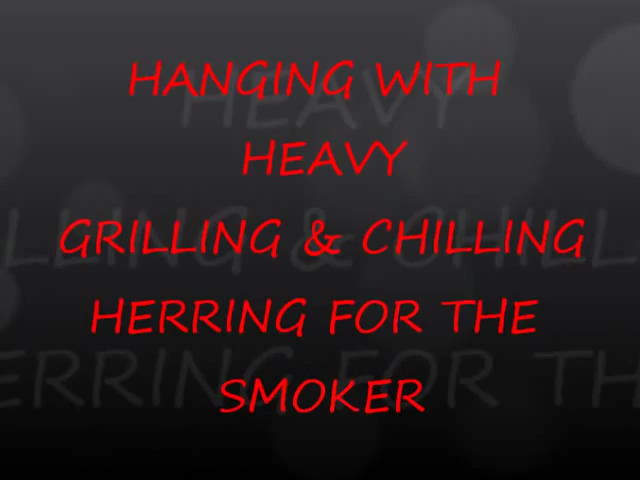 HANGING WITH
HEAVY
GRILLING & CHILLING
HERRING FOR THE
SMOKER